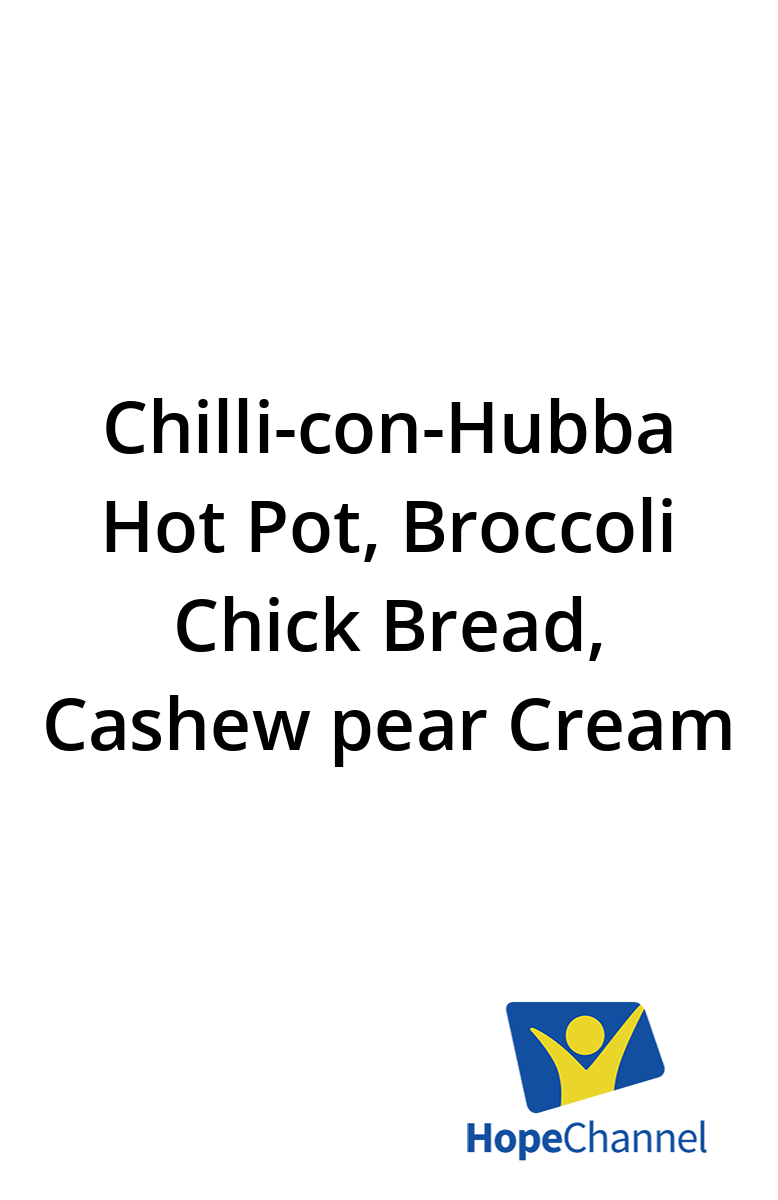 Chilli-con-Hubba
Hot Pot, Broccoli
Chick Bread,
Cashew pear Cream
HopeChannel